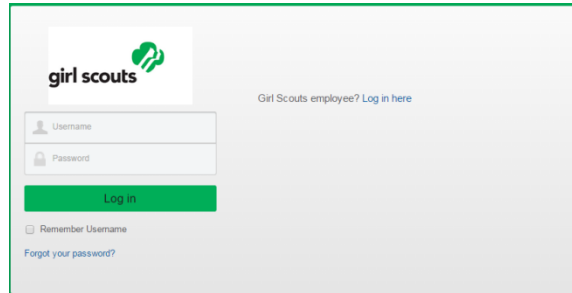 girl scouts
Girl Scouts employee? Log in here
Username
Password
Log in
Remember Username
Forgot your password?